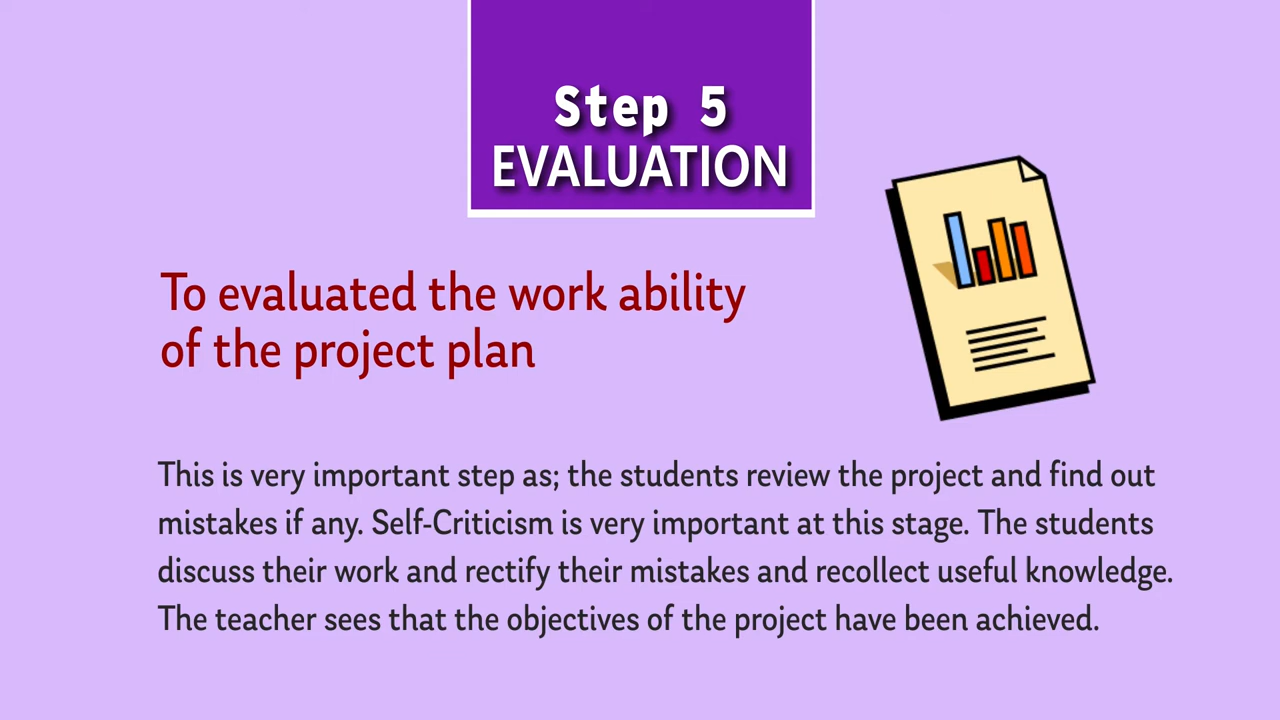 Step 5
EVALUATION
To evaluated the work ability
of the project plan
This is very important step as; the students review the project and find out
mistakes if any. Self-Criticism is very important at this stage. The students
discuss their work and rectify their mistakes and recollect useful knowledge.
The teacher sees that the objectives of the project have been achieved.